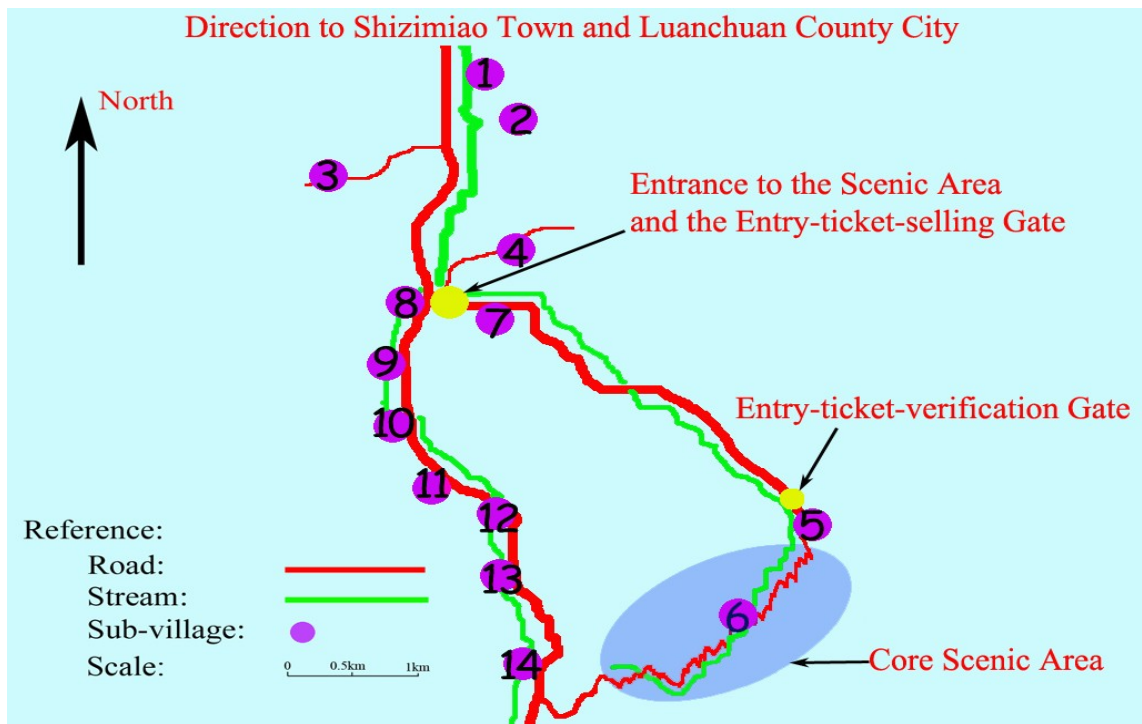 Direction to Shizimiao Town and Luanchuan County City
1
North
2
3
Entrance to the Scenic Area
and the Entry-ticket-selling Gate
4
8
7
9
Entry-ticket-verification Gate
10
11
12
5
Reference:
Road:
13
Stream:
6
Sub-village:
Scale:
0 0.5km 1km
14
Core Scenic Area